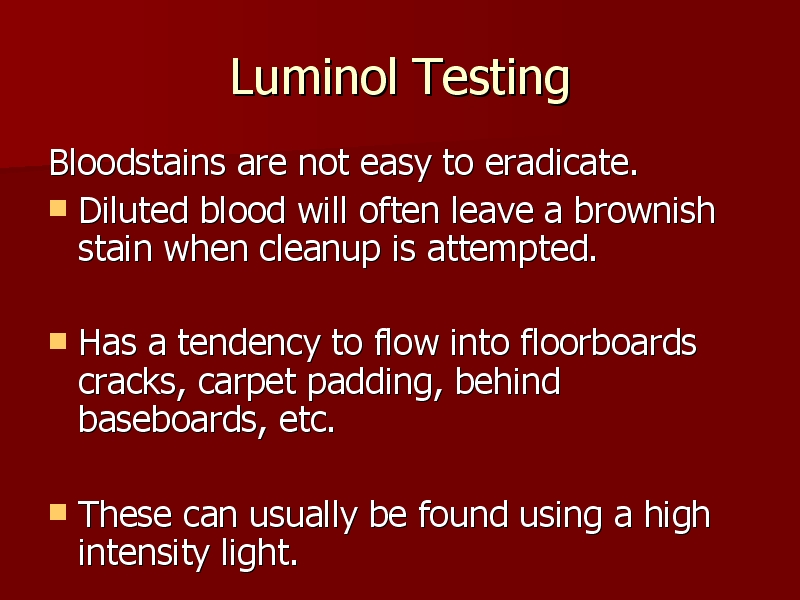 Luminol Testing
Bloodstains are not easy to eradicate.
Diluted blood will often leave a brownish
stain when cleanup is attempted.
Has a tendency to flow into floorboards
cracks, carpet padding, behind
baseboards, etc.
These can usually be found using a high
intensity light.